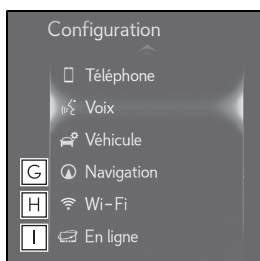 Configuration
Téléphone
Voix
Véhicule
G Navigation
H Wi-Fi
I En ligne